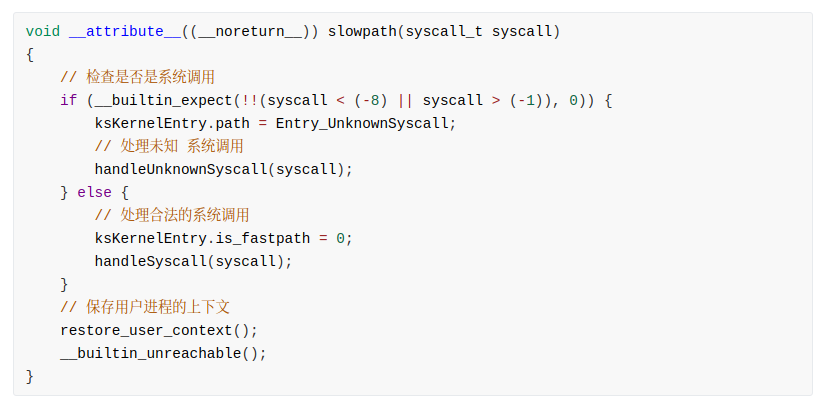 void __attribute__((__noreturn__)) slowpath(syscall_t syscall)
{
    // 检查是否是系统调用
    if (__builtin_expect(!!(syscall < (-8) || syscall > (-1)), 0)) {
        ksKernelEntry.path = Entry_UnknownSyscall;
        // 处理未知 系统调用
        handleUnknownSyscall(syscall);
    } else {
        // 处理合法的系统调用
        ksKernelEntry.is_fastpath = 0;
        handleSyscall(syscall);
    }
    // 保存用户进程的上下文
    restore_user_context();
    __builtin_unreachable();
}